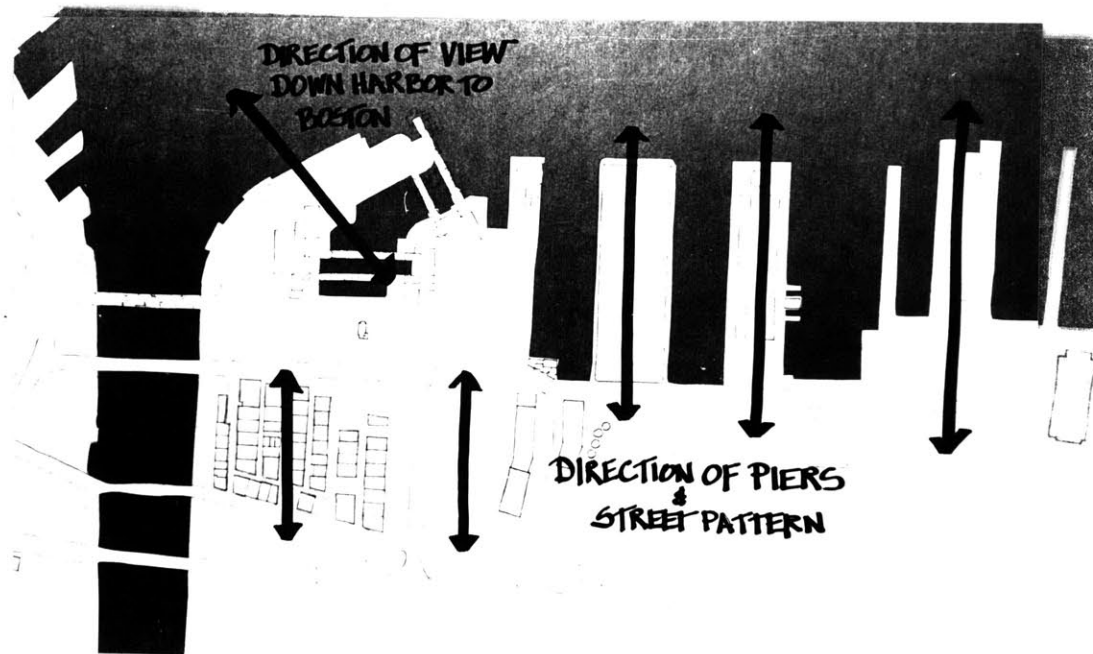 DIRECTION OF VIEW
DOWN HARBOR TO
BOSTON
DIRECTION OF PIERS
&
STREET PATTERN